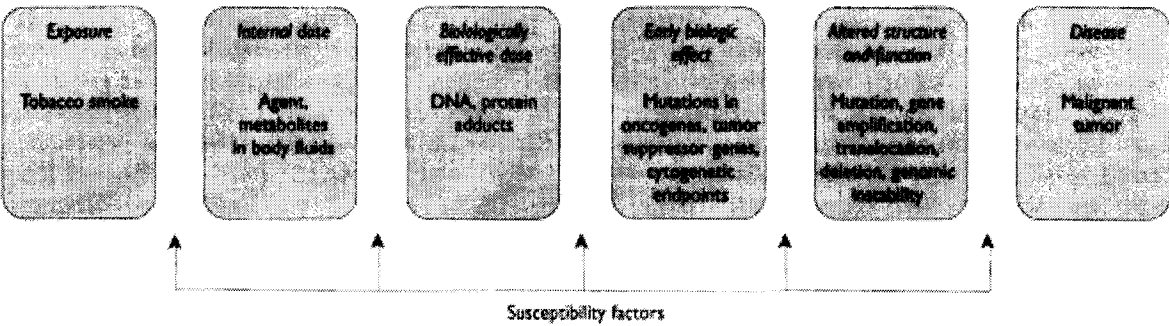 Exposure
Tobacco smoke
Internal dose
Agent,
metabolites
in body fluids
Biologically
effective dose
DNA, protein
adducts
Early biologic
effect
Mutations in
oncogenes, tumor
suppressor genes,
cytogenetic
endpoints
Altered structure
and function
Mutation, gene
amplification,
translocation,
deletion, genomic
instability
Disease
Malignant
tumor
Susceptibility factors